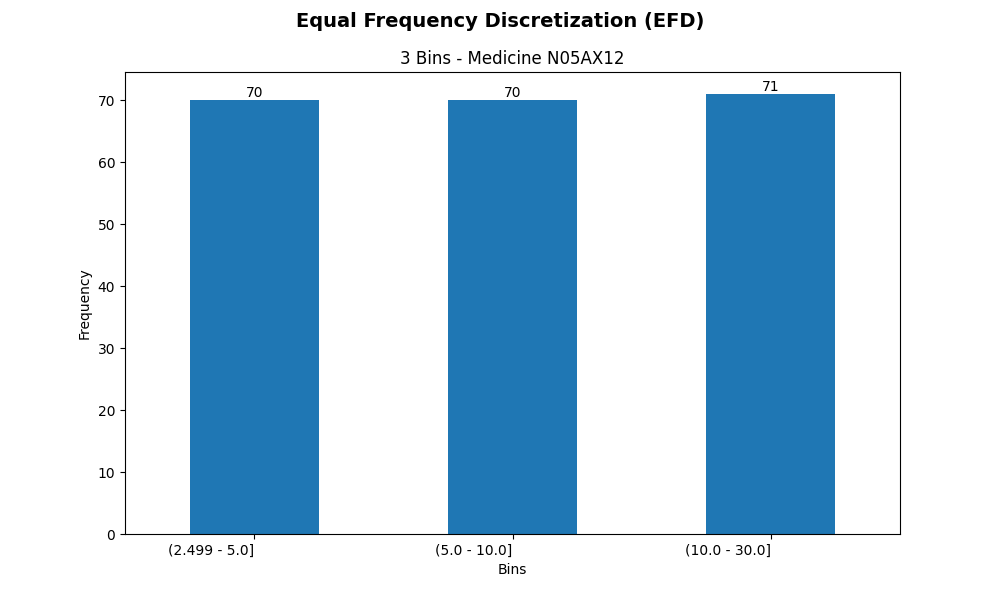 Equal Frequency Discretization (EFD)
3 Bins - Medicine N05AX12
70
70
71
70
60
50
40
30
20
10
0
Frequency
(2.499 - 5.0]
(5.0 - 10.0]
(10.0 - 30.0]
Bins